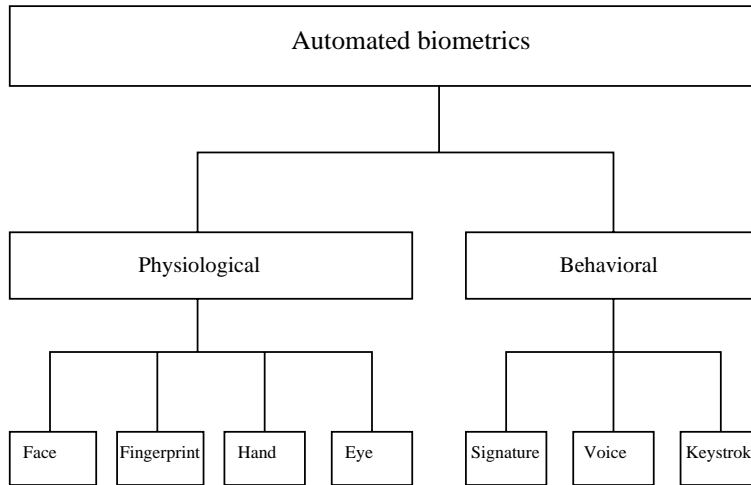 Automated biometrics
Physiological Behavioral
Face Fingerprint Hand Eye Signature Voice Keystrok